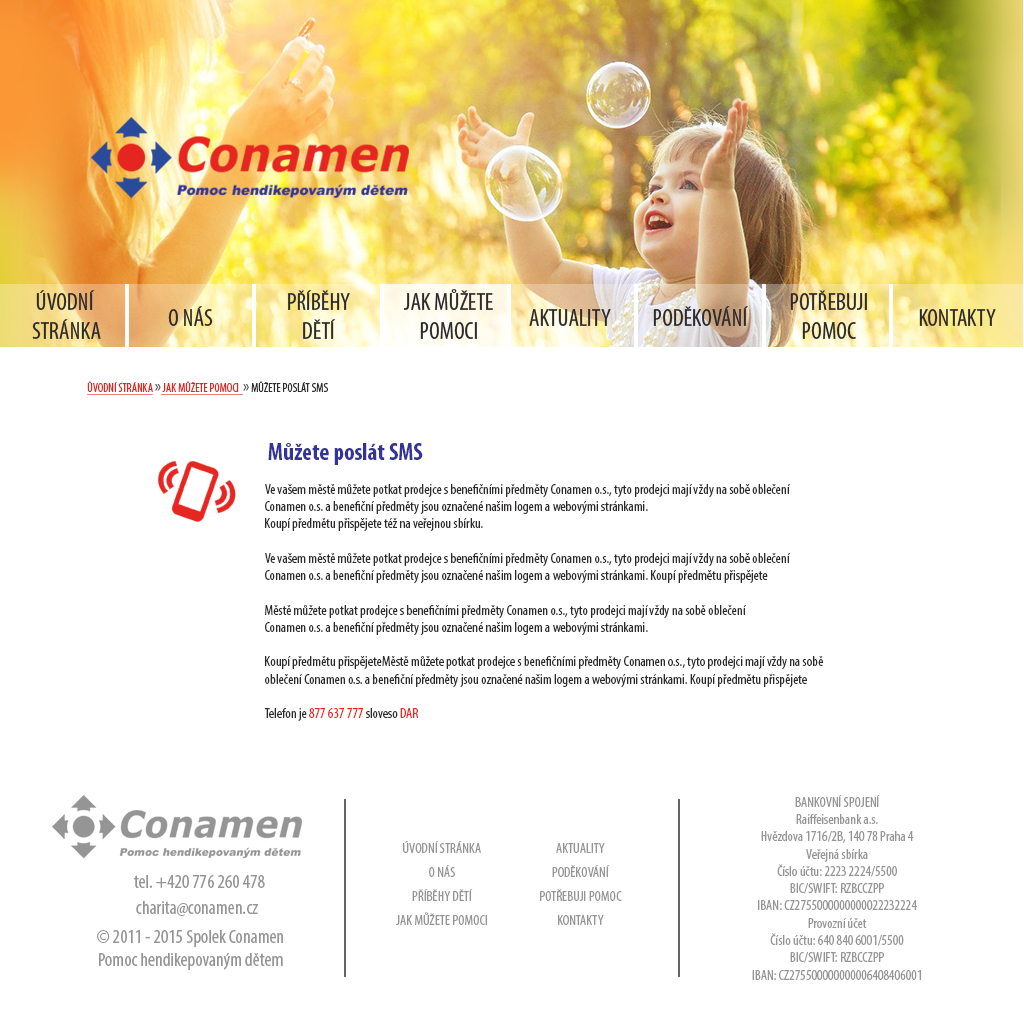 Conamen
Pomoc hendikepovaným dětem
ÚVODNÍ STRÁNKA
O NÁS
PŘÍBĚHY DĚTÍ
JAK MŮŽETE POMOCI
AKTUALITY
PODĚKOVÁNÍ
POTŘEBUJI POMOC
KONTAKTY
ÚVODNÍ STRÁNKA » JAK MŮŽETE POMOCI » MŮŽETE POSLÁT SMS
Můžete poslát SMS
Ve vašem městě můžete potkat prodejce s benefičními předměty Conamen o.s., tyto prodejci mají vždy na sobě oblečení
Conamen o.s. a benefiční předměty jsou označené našim logem a webovými stránkami.
Koupí předmětu přispějete též na veřejnou sbírku.
Ve vašem městě můžete potkat prodejce s benefičními předměty Conamen o.s., tyto prodejci mají vždy na sobě oblečení
Conamen o.s. a benefiční předměty jsou označené našim logem a webovými stránkami. Koupí předmětu přispějete
Městě můžete potkat prodejce s benefičními předměty Conamen o.s., tyto prodejci mají vždy na sobě oblečení
Conamen o.s. a benefiční předměty jsou označené našim logem a webovými stránkami.
Koupí předmětu přispějeteMěstě můžete potkat prodejce s benefičními předměty Conamen o.s., tyto prodejci mají vždy na sobě
oblečení Conamen o.s. a benefiční předměty jsou označené našim logem a webovými stránkami. Koupí předmětu přispějete
Telefon je 877 637 777 sloveso DAR
Conamen
Pomoc hendikepovaným dětem
tel. +420 776 260 478
charita@conamen.cz
© 2011 - 2015 Spolek Conamen
Pomoc hendikepovaným dětem
ÚVODNÍ STRÁNKA
O NÁS
PŘÍBĚHY DĚTÍ
JAK MŮŽETE POMOCI
AKTUALITY
PODĚKOVÁNÍ
POTŘEBUJI POMOC
KONTAKTY
BANKOVNÍ SPOJENÍ
Raiffeisenbank a.s.
Hvězdova 1716/2B, 140 78 Praha 4
Veřejná sbírka
Číslo účtu: 2223 2224/5500
BIC/SWIFT: RZBCCZPP
IBAN: CZ2755000000000022232224
Provozní účet
Číslo účtu: 640 840 6001/5500
BIC/SWIFT: RZBCCZPP
IBAN: CZ275500000000006408406001